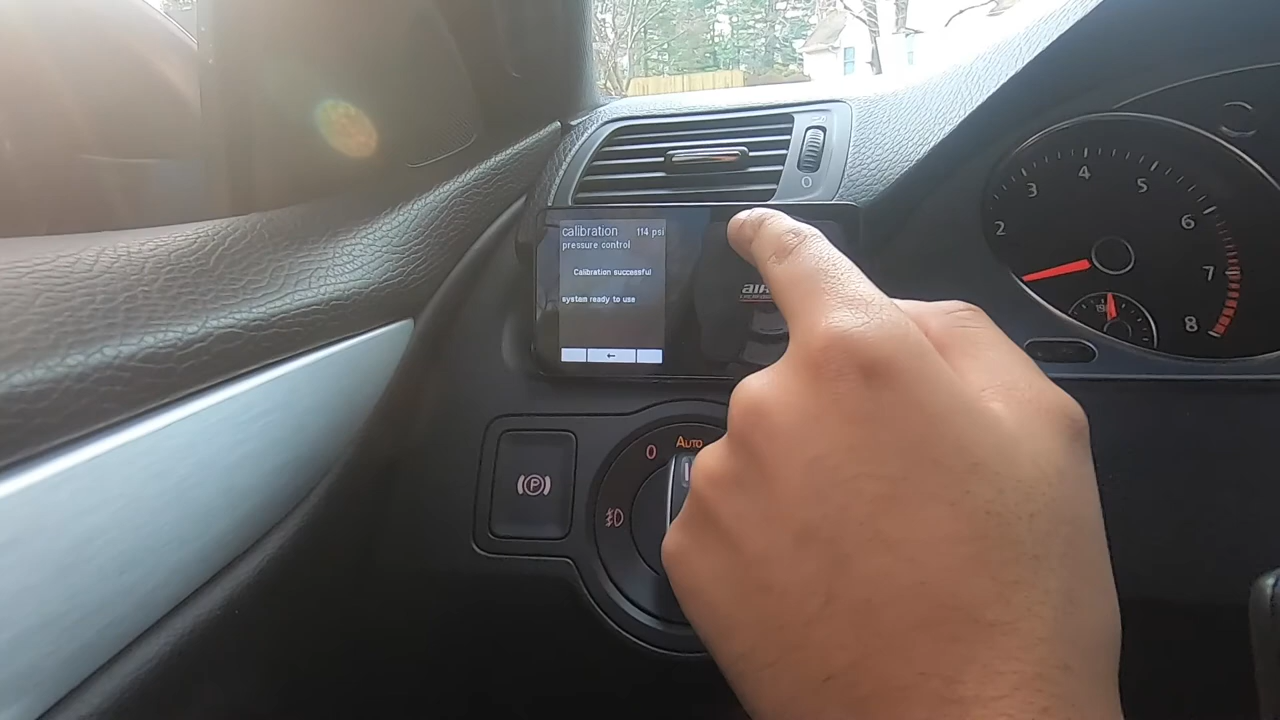 calibration 114 psi
pressure control
Calibration successful
system ready to use
←
AIR
0 AUTO
P
0
2 3 4 5 6 7 8